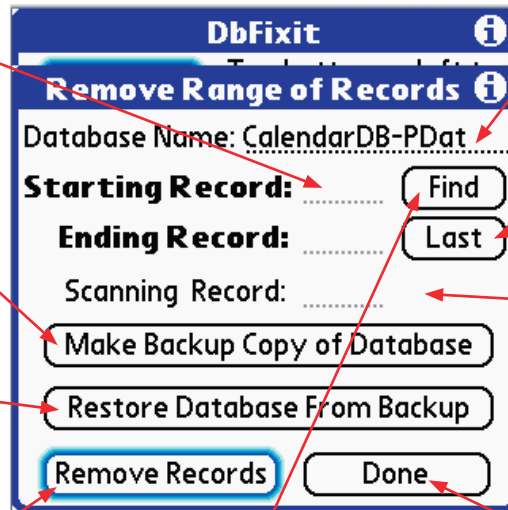 DbFixit
Remove Range of Records
Database Name: CalendarDB-PDat
Starting Record: Find
Ending Record: Last
Scanning Record:
Make Backup Copy of Database
Restore Database From Backup
Remove Records Done